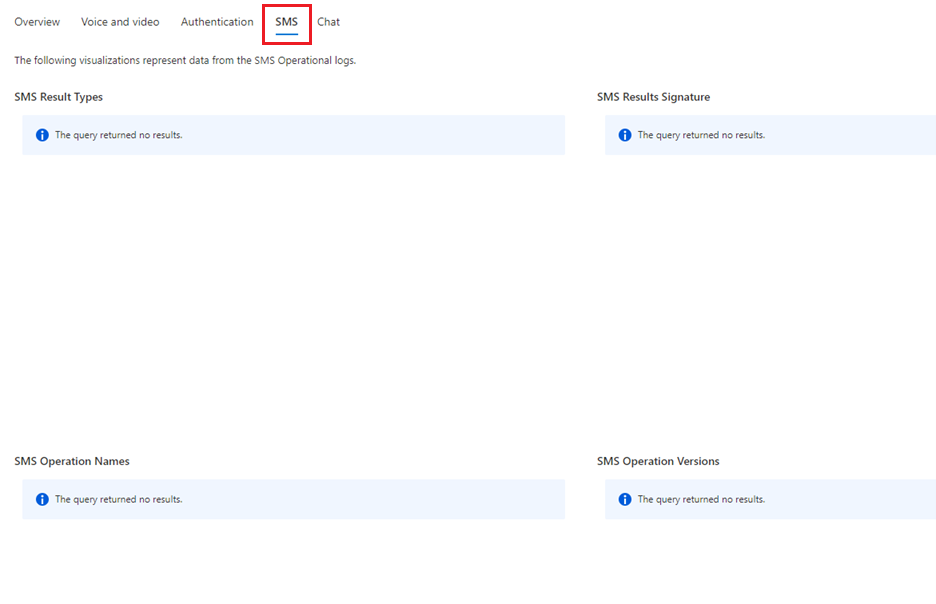 Overview Voice and video Authentication SMS Chat
The following visualizations represent data from the SMS Operational logs.
SMS Result Types
The query returned no results.
SMS Results Signature
The query returned no results.
SMS Operation Names
The query returned no results.
SMS Operation Versions
The query returned no results.